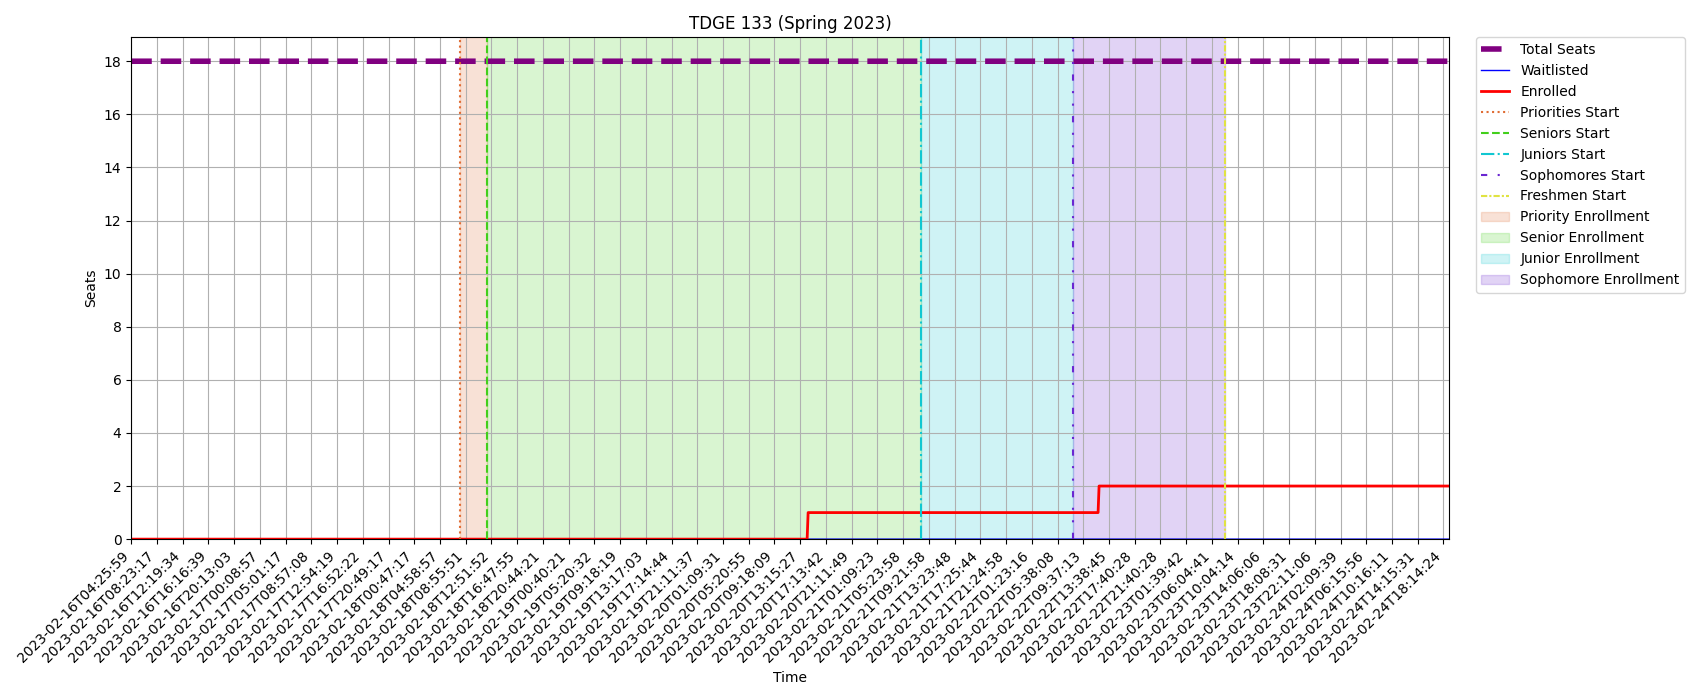 TDGE 133 (Spring 2023)
Total Seats
Waitlisted
Enrolled
Priorities Start
Seniors Start
Juniors Start
Sophomores Start
Freshmen Start
Priority Enrollment
Senior Enrollment
Junior Enrollment
Sophomore Enrollment
Seats
18
16
14
12
10
8
6
4
2
0
2023-02-16T04:25:59
2023-02-16T08:23:17
2023-02-16T12:19:34
2023-02-16T16:16:39
2023-02-16T20:13:03
2023-02-17T00:08:57
2023-02-17T05:01:17
2023-02-17T08:57:08
2023-02-17T12:54:19
2023-02-17T16:52:22
2023-02-17T20:49:17
2023-02-18T00:47:17
2023-02-18T04:58:57
2023-02-18T08:55:51
2023-02-18T12:51:52
2023-02-18T16:47:55
2023-02-18T20:44:21
2023-02-19T00:40:21
2023-02-19T05:20:32
2023-02-19T09:18:19
2023-02-19T13:17:03
2023-02-19T17:14:44
2023-02-19T21:11:37
2023-02-20T01:09:31
2023-02-20T05:20:55
2023-02-20T09:18:09
2023-02-20T13:15:27
2023-02-20T17:13:42
2023-02-20T21:11:49
2023-02-21T01:09:23
2023-02-21T05:23:58
2023-02-21T09:21:58
2023-02-21T13:23:48
2023-02-21T17:25:44
2023-02-21T21:24:58
2023-02-22T01:23:16
2023-02-22T05:38:08
2023-02-22T09:37:13
2023-02-22T13:38:45
2023-02-22T17:40:28
2023-02-22T21:40:28
2023-02-23T01:39:42
2023-02-23T06:04:41
2023-02-23T10:04:14
2023-02-23T14:06:06
2023-02-23T18:08:31
2023-02-23T22:11:06
2023-02-24T02:09:39
2023-02-24T06:15:56
2023-02-24T10:16:11
2023-02-24T14:15:31
2023-02-24T18:14:24
Time